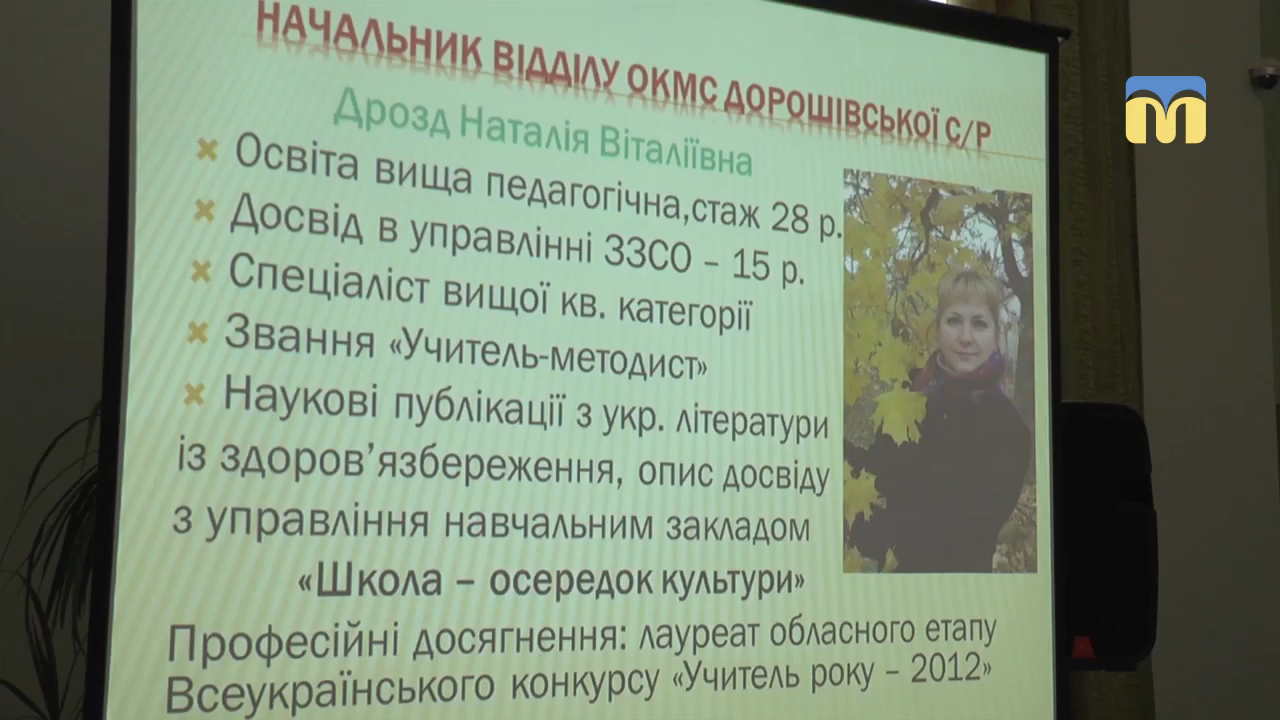 НАЧАЛЬНИК ВІДДІЛУ ОКМС ДОРОШІВСЬКОЇ С/Р
Дрозд Наталія Віталіївна
Освіта вища педагогічна,стаж 28 р.
Досвід в управлінні ЗЗСО – 15 р.
Спеціаліст вищої кв. категорії
Звання «Учитель-методист»
Наукові публікації з укр. літератури
із здоров’язбереження, опис досвіду
з управління навчальним закладом
«Школа – осередок культури»
Професійні досягнення: лауреат обласного етапу
Всеукраїнського конкурсу «Учитель року – 2012»